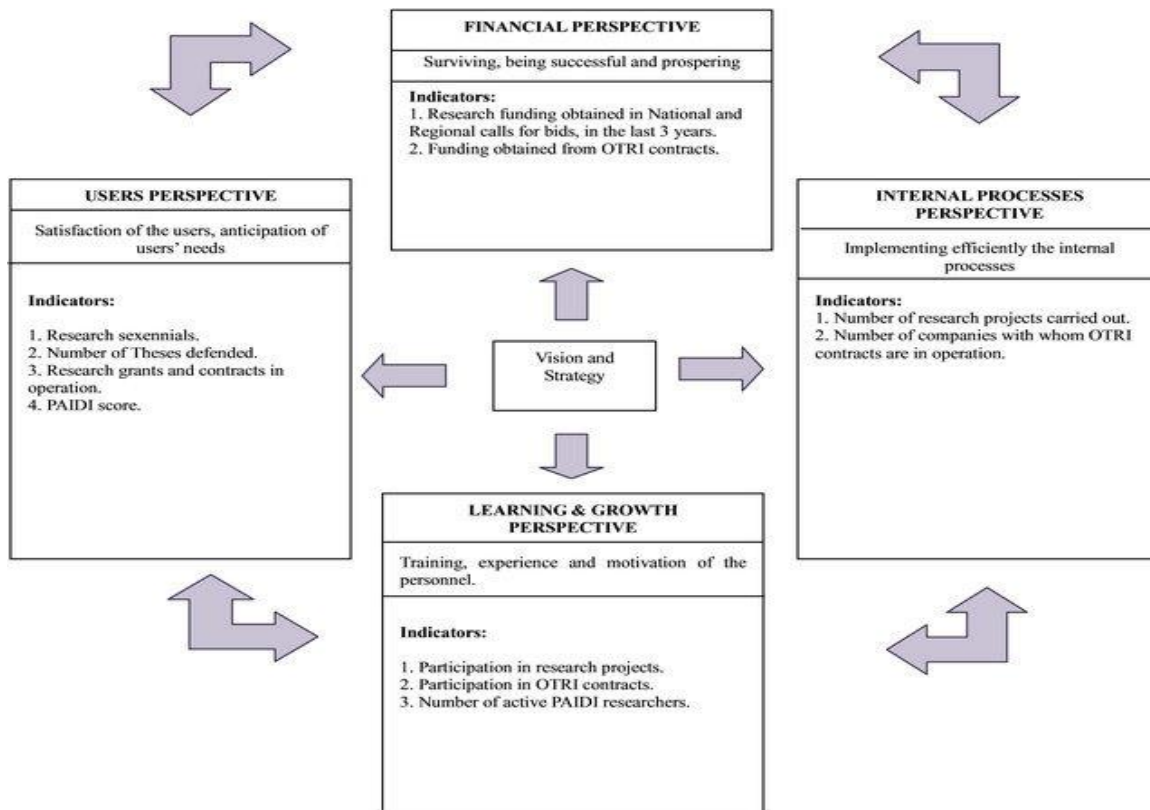 FINANCIAL PERSPECTIVE
Surviving, being successful and prospering
Indicators:
1. Research funding obtained in National and
Regional calls for bids, in the last 3 years.
2. Funding obtained from OTRI contracts.
USERS PERSPECTIVE
Satisfaction of the users, anticipation of
users' needs
Indicators:
1. Research sexennials.
2. Number of Theses defended.
3. Research grants and contracts in
operation.
4. PAIDI score.
Vision and
Strategy
INTERNAL PROCESSES
PERSPECTIVE
Implementing efficiently the internal
processes
Indicators:
1. Number of research projects carried out.
2. Number of companies with whom OTRI
contracts are in operation.
LEARNING & GROWTH
PERSPECTIVE
Training, experience and motivation of the
personnel.
Indicators:
1. Participation in research projects.
2. Participation in OTRI contracts.
3. Number of active PAIDI researchers.